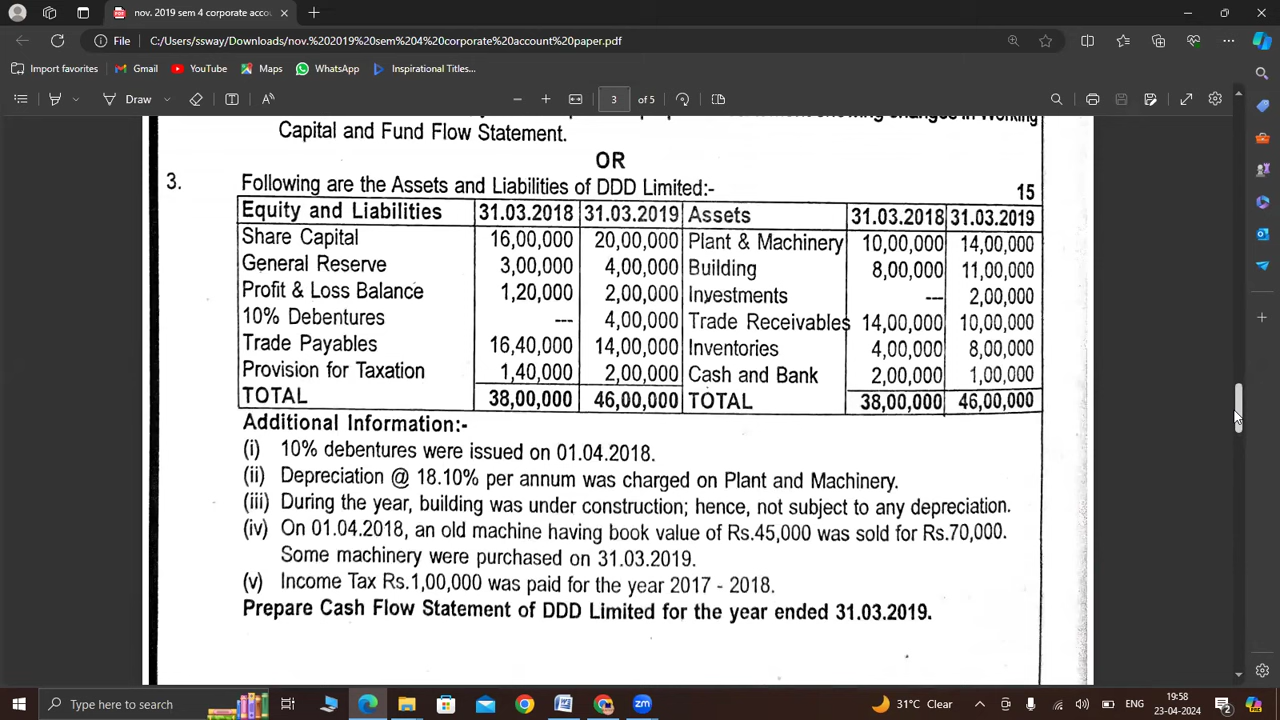 nov. 2019 sem 4 corporate acco
File C:/Users/ssway/Downloads/nov.%202019%20sem%204%20corporate%20account%20paper.pdf
Import favorites Gmail YouTube Maps WhatsApp Inspirational Titles...
Draw 3 of 5
Capital and Fund Flow Statement.
OR
3. Following are the Assets and Liabilities of DDD Limited:- 15
Equity and Liabilities 31.03.2018 31.03.2019 Assets 31.03.2018 31.03.2019
Share Capital 16,00,000 20,00,000 Plant & Machinery 10,00,000 14,00,000
General Reserve 3,00,000 4,00,000 Building 8,00,000 11,00,000
Profit & Loss Balance 1,20,000 2,00,000 Investments --- 2,00,000
10% Debentures --- 4,00,000 Trade Receivables 14,00,000 10,00,000
Trade Payables 16,40,000 14,00,000 Inventories 4,00,000 8,00,000
Provision for Taxation 1,40,000 2,00,000 Cash and Bank 2,00,000 1,00,000
TOTAL 38,00,000 46,00,000 TOTAL 38,00,000 46,00,000
Additional Information:-
(i) 10% debentures were issued on 01.04.2018.
(ii) Depreciation @ 18.10% per annum was charged on Plant and Machinery.
(iii) During the year, building was under construction; hence, not subject to any depreciation.
(iv) On 01.04.2018, an old machine having book value of Rs.45,000 was sold for Rs.70,000.
Some machinery were purchased on 31.03.2019.
(v) Income Tax Rs.1,00,000 was paid for the year 2017 - 2018.
Prepare Cash Flow Statement of DDD Limited for the year ended 31.03.2019.
Type here to search 31°C Clear 19:58
23-04-2024